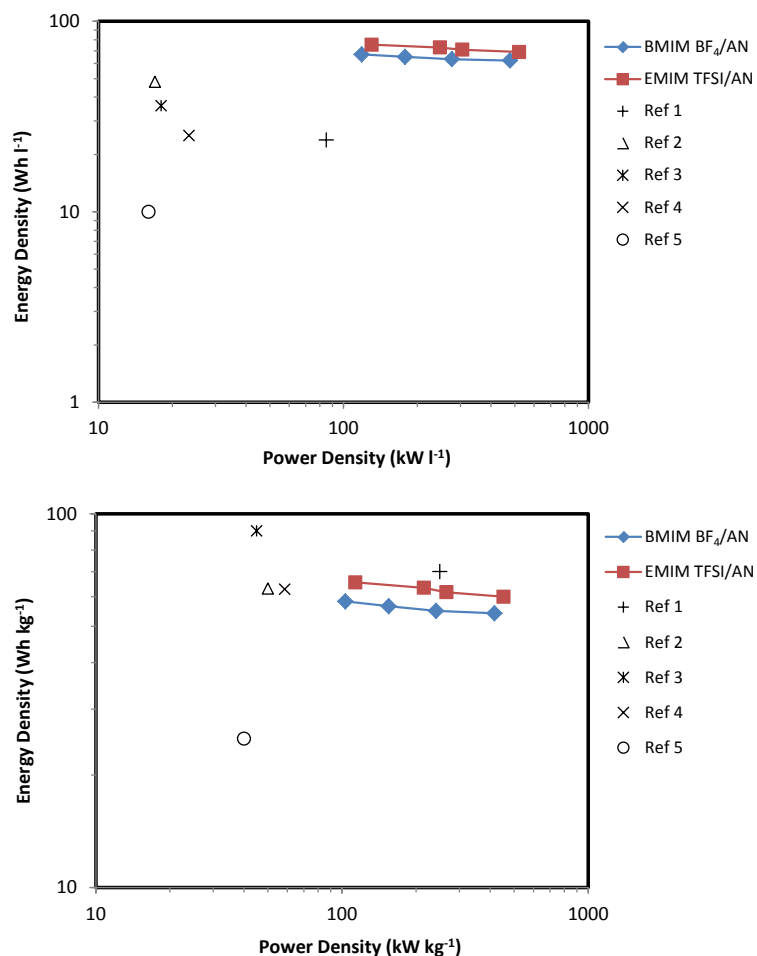 100
10
1
Energy Density (Wh l⁻¹)
10 100 1000
Power Density (kW l⁻¹)
BMIM BF₄/AN
EMIM TFSI/AN
Ref 1
Ref 2
Ref 3
Ref 4
Ref 5
100
10
Energy Density (Wh kg⁻¹)
10 100 1000
Power Density (kW kg⁻¹)
BMIM BF₄/AN
EMIM TFSI/AN
Ref 1
Ref 2
Ref 3
Ref 4
Ref 5